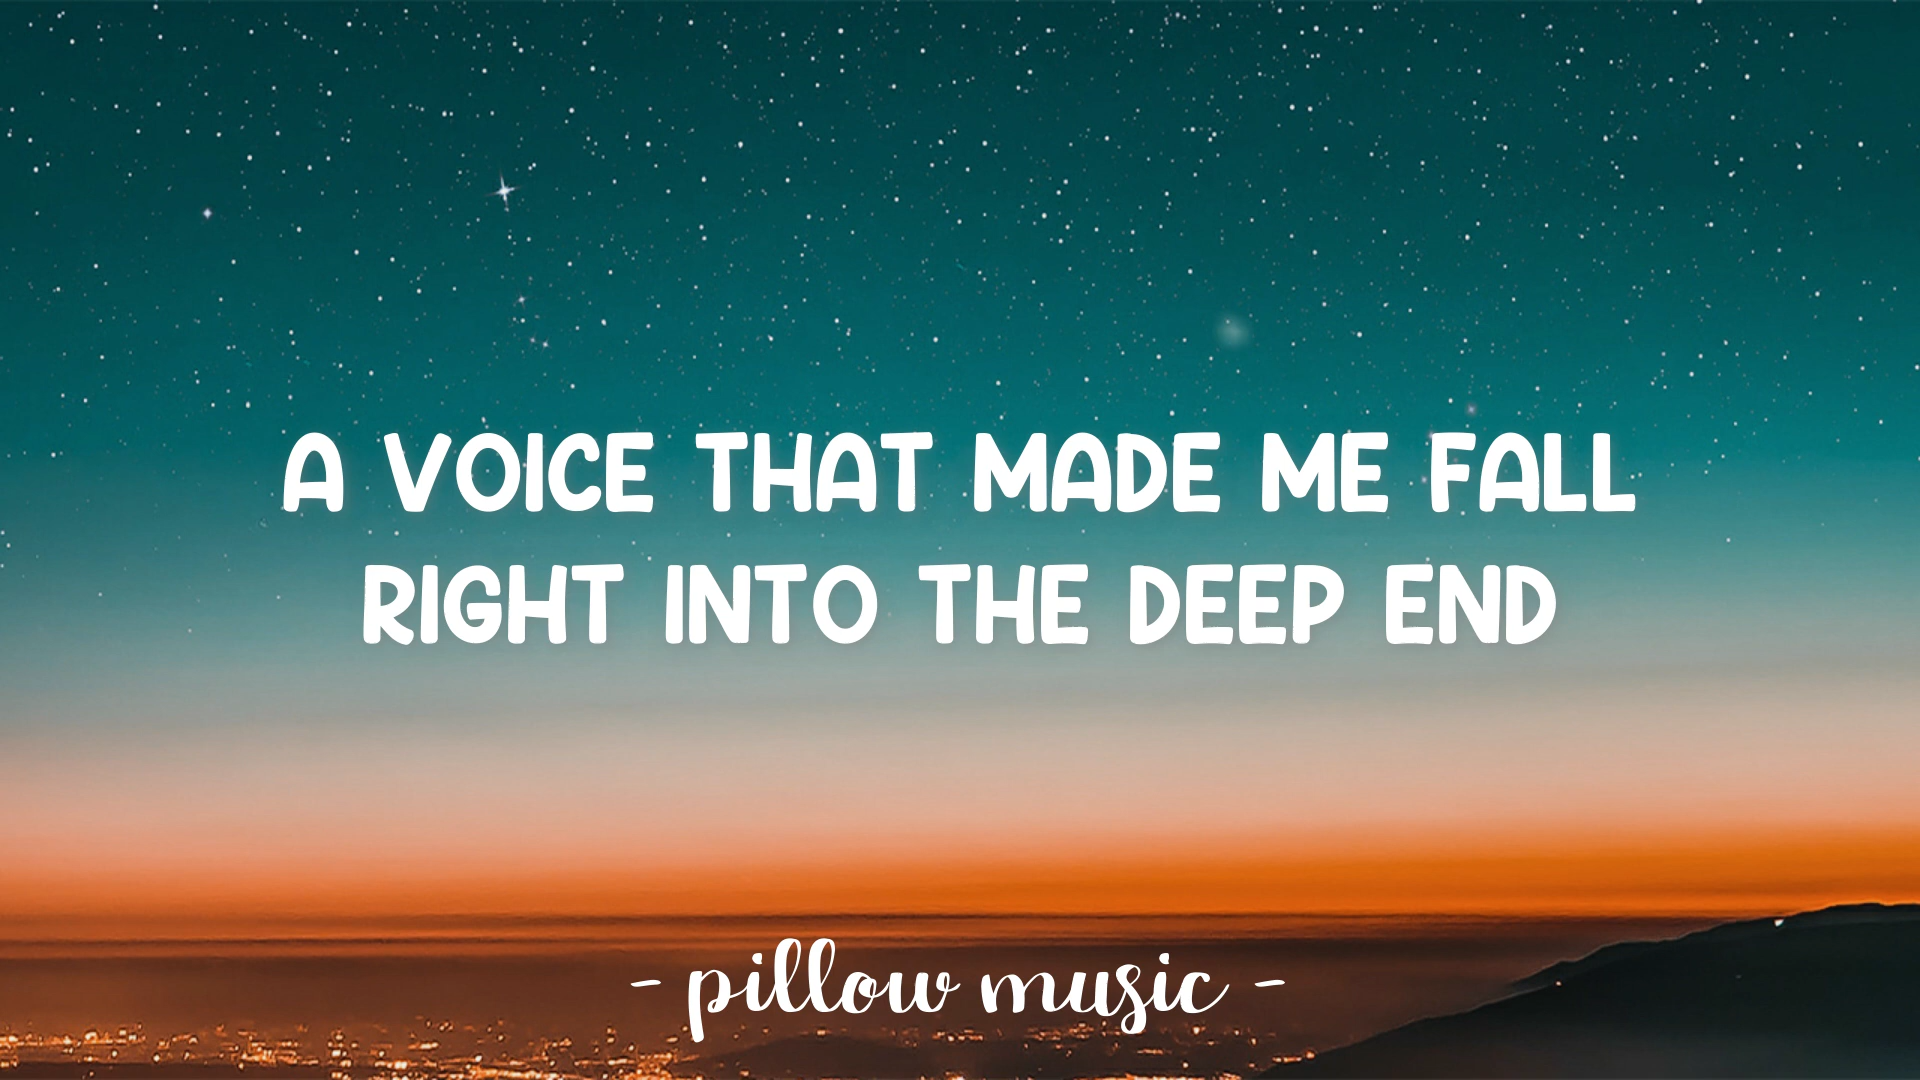 A VOICE THAT MADE ME FALL
RIGHT INTO THE DEEP END
- pillow music -